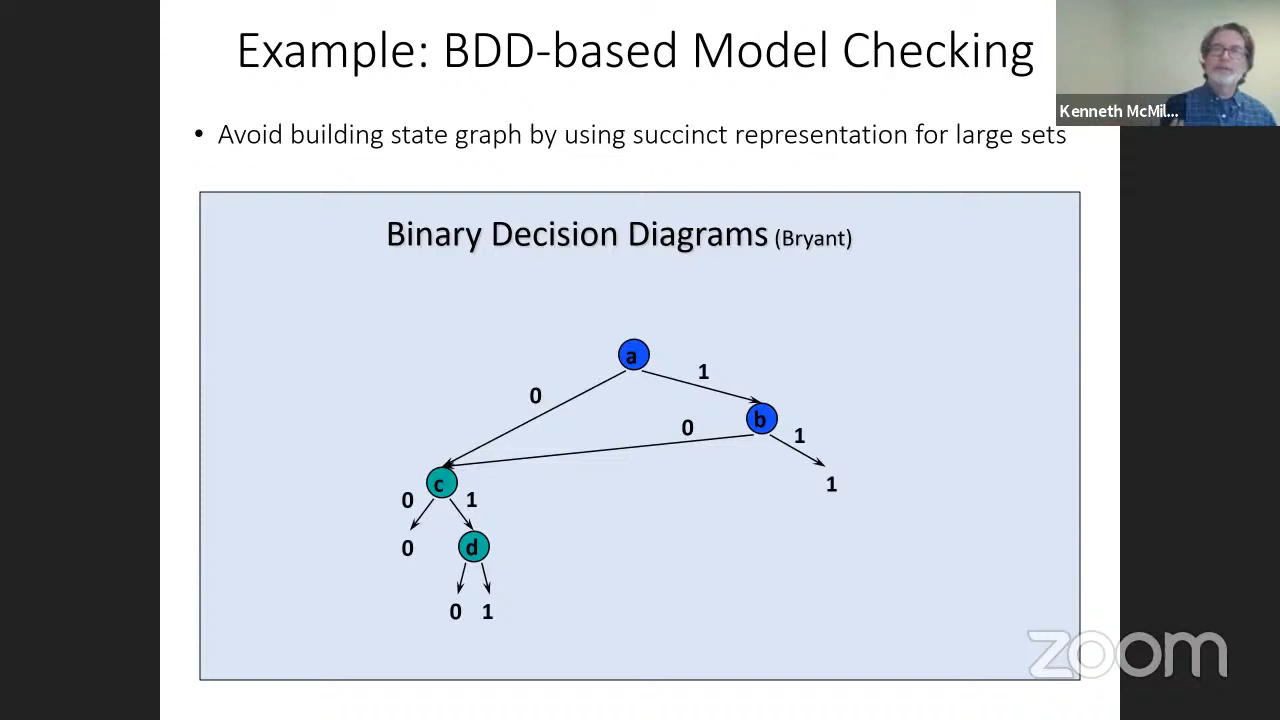 Example: BDD-based Model Checking
Kenneth McMil...
• Avoid building state graph by using succinct representation for large sets
Binary Decision Diagrams (Bryant)
a
1
0
b
0
1
c
0
1
1
0
d
0
1
zoom